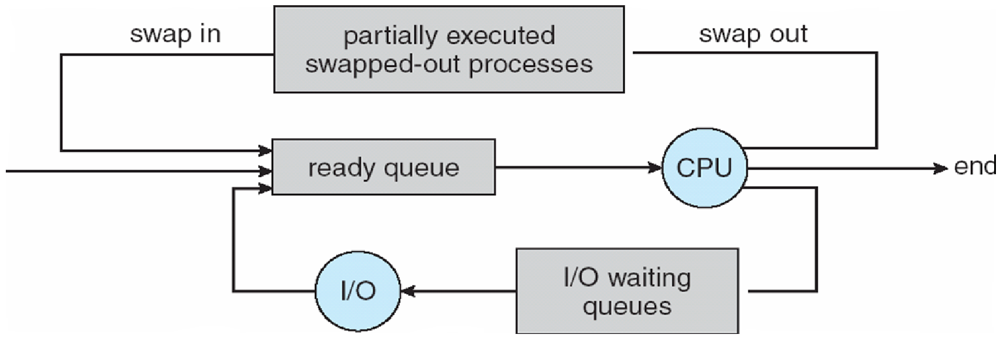 swap in
partially executed
swapped-out processes
swap out
ready queue
CPU
end
I/O
I/O waiting
queues